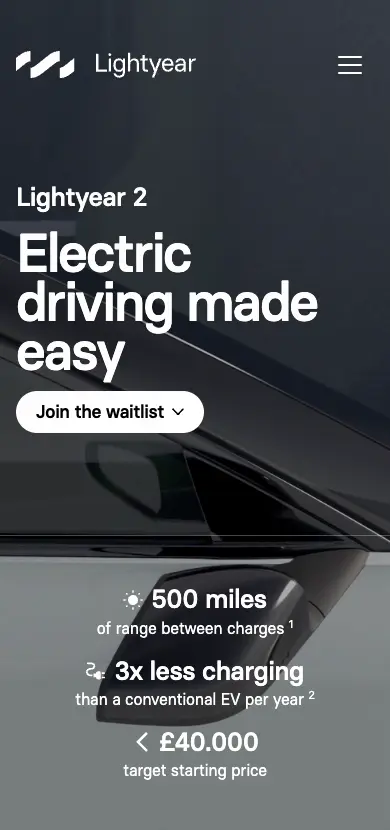 Lightyear
Lightyear 2
Electric
driving made
easy
Join the waitlist
500 miles
of range between charges ¹
3x less charging
than a conventional EV per year ²
< £40.000
target starting price